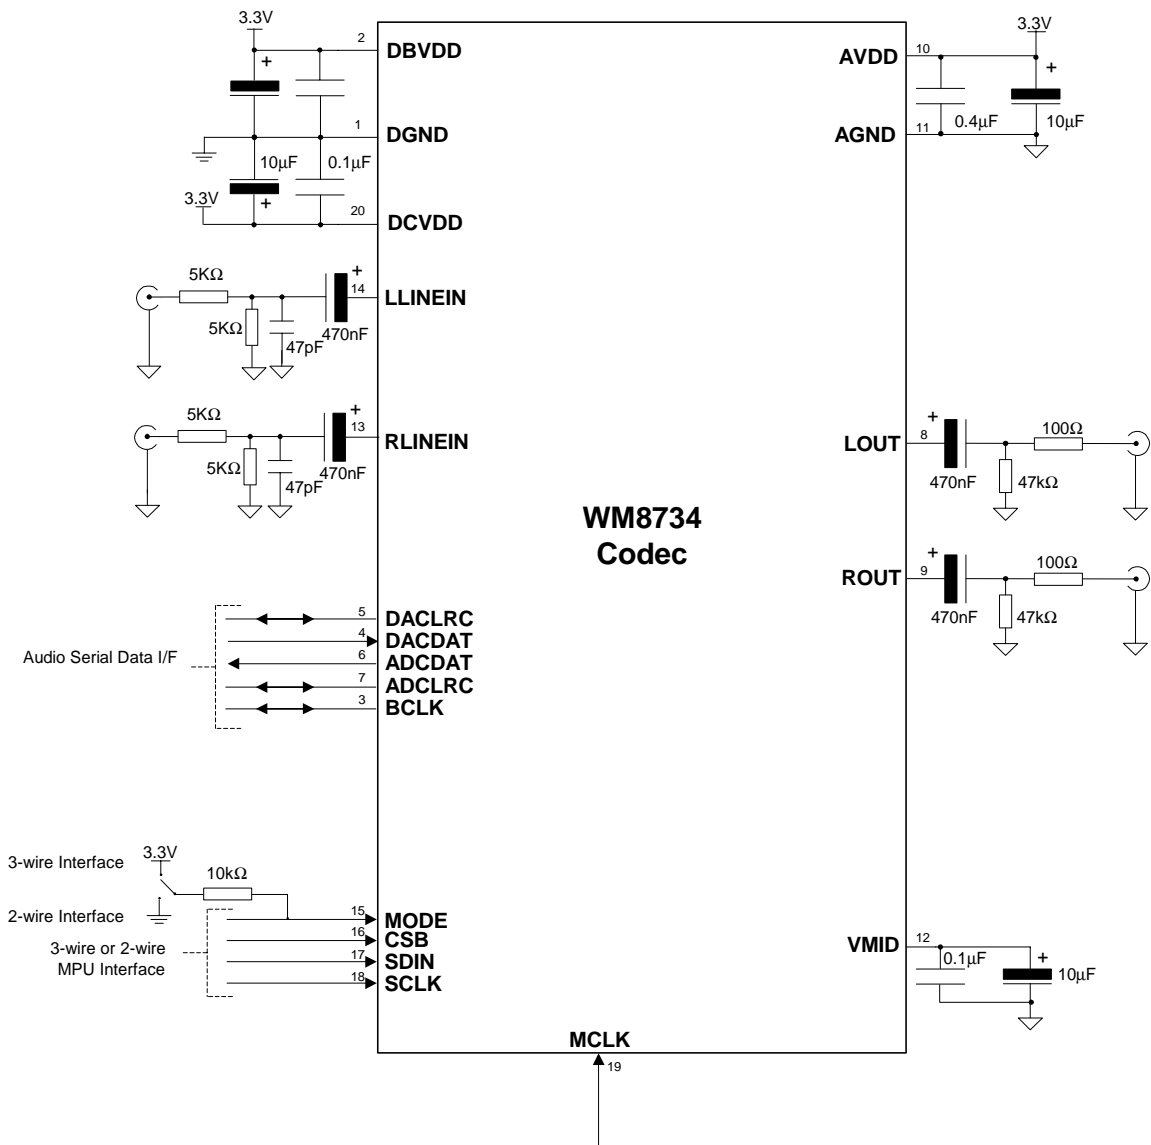 3.3V
+
2
DBVDD
1
DGND
10µF
0.1µF
3.3V
+
20
DCVDD
3.3V
10
AVDD
+
0.4µF
10µF
11
AGND
5KΩ
+
14
LLINEIN
5KΩ
47pF
470nF
5KΩ
+
13
RLINEIN
5KΩ
47pF
470nF
LOUT
8
+
470nF
100Ω
47kΩ
WM8734
Codec
ROUT
9
+
470nF
100Ω
47kΩ
Audio Serial Data I/F
5
DACLRC
4
DACDAT
6
ADCDAT
7
ADCLRC
3
BCLK
3-wire Interface
3.3V
10kΩ
2-wire Interface
3-wire or 2-wire
MPU Interface
15
MODE
16
CSB
17
SDIN
18
SCLK
VMID
12
0.1µF
+
10µF
MCLK
19